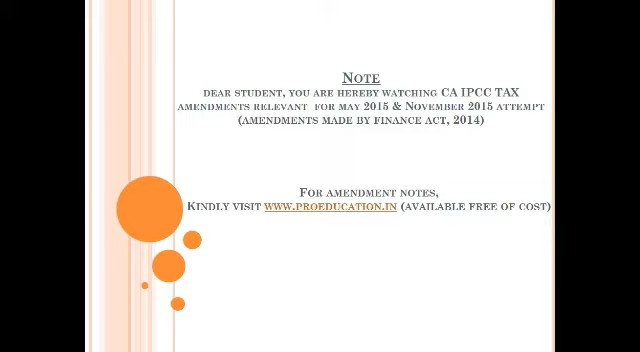 Note
dear student, you are hereby watching CA IPCC TAX
amendments relevant for may 2015 & November 2015 attempt
(amendments made by finance act, 2014)
For amendment notes,
Kindly visit www.proeducation.in (available free of cost)